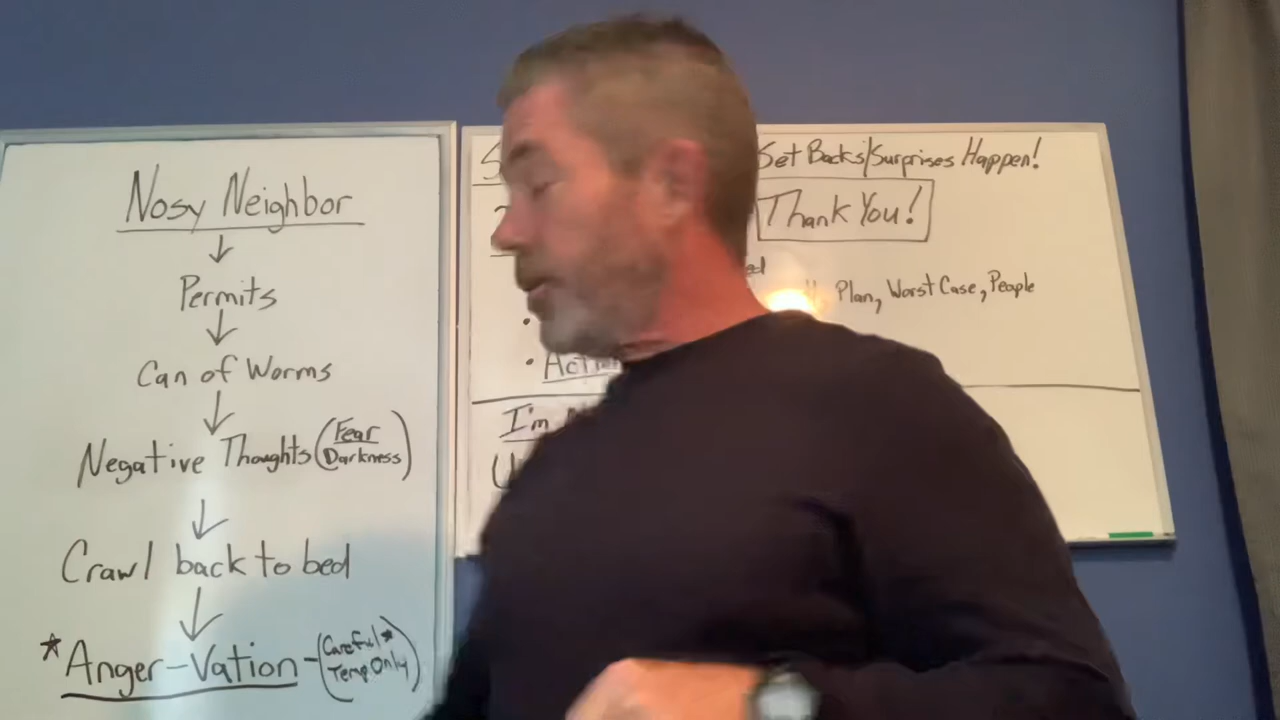 Nosy Neighbor
Permits
Can of Worms
Negative Thoughts (Fear
Darkness)
Crawl back to bed
*Anger-Vation - (Careful*
Temp Only)
Set Backs/Surprises Happen!
Thank You!
Plan, Worst Case, People
I'm